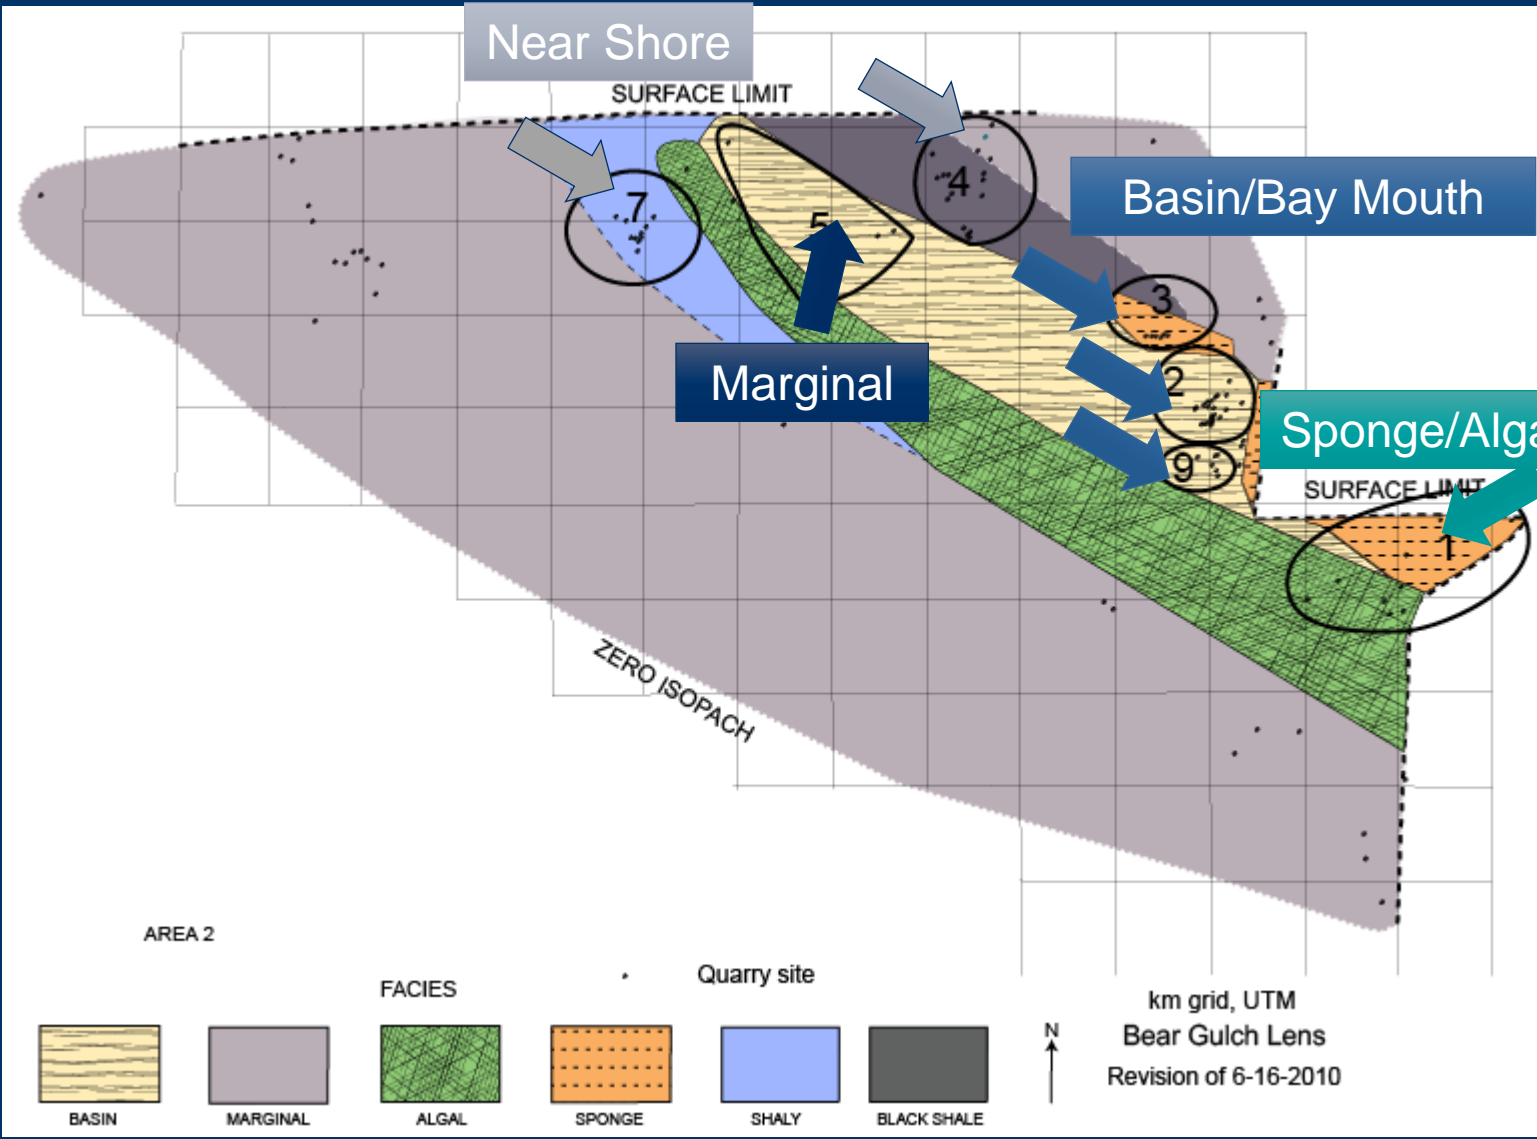 Near Shore
SURFACE LIMIT
7
5
4
Basin/Bay Mouth
3
Marginal
2
9
SURFACE LIMIT
1
ZERO ISOPACH
AREA 2
FACIES
Quarry site
BASIN
MARGINAL
ALGAL
SPONGE
SHALY
BLACK SHALE
N
km grid, UTM
Bear Gulch Lens
Revision of 6-16-2010